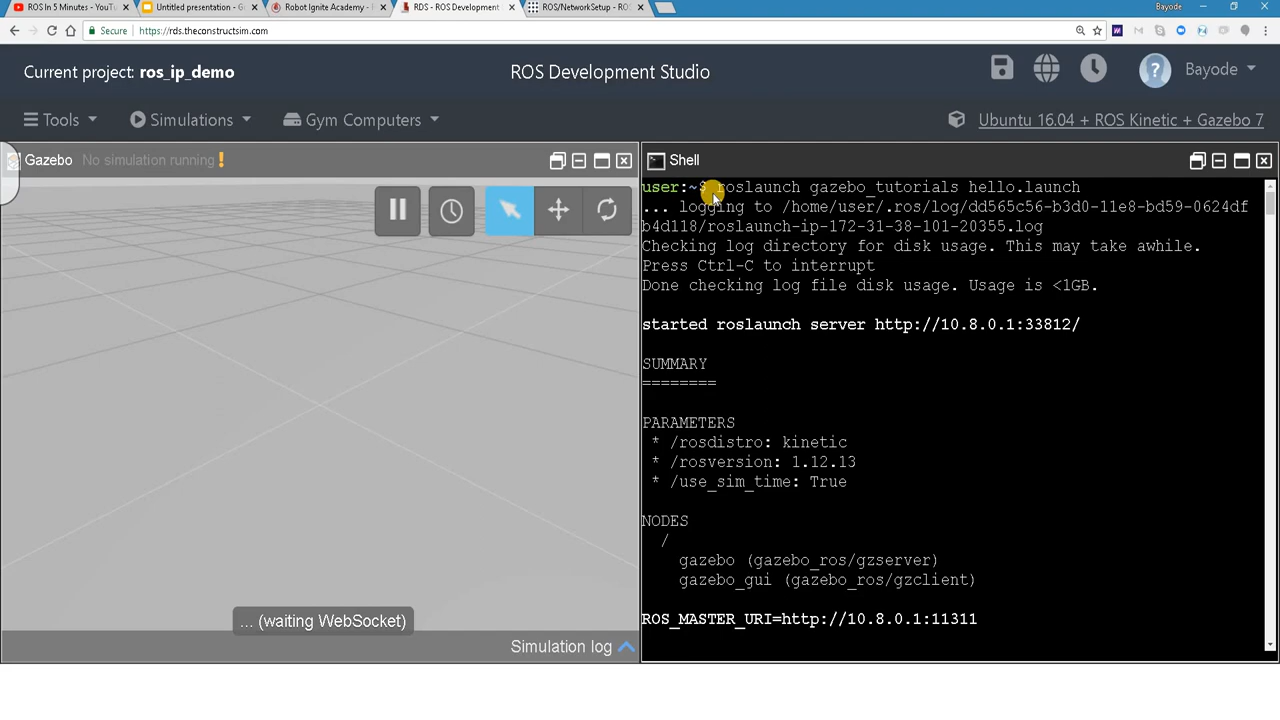 ROS In 5 Minutes - YouTu
Untitled presentation - G
Robot Ignite Academy -
RDS - ROS Development
ROS/NetworkSetup - RO
Bayode
Secure
https://rds.theconstructsim.com
Current project: ros_ip_demo
ROS Development Studio
?
Bayode
Tools
Simulations
Gym Computers
Ubuntu 16.04 + ROS Kinetic + Gazebo 7
Gazebo No simulation running !
... (waiting WebSocket)
Simulation log
Shell
user:~$ roslaunch gazebo_tutorials hello.launch
... logging to /home/user/.ros/log/dd565c56-b3d0-11e8-bd59-0624df
b4d118/roslaunch-ip-172-31-38-101-20355.log
Checking log directory for disk usage. This may take awhile.
Press Ctrl-C to interrupt
Done checking log file disk usage. Usage is <1GB.
started roslaunch server http://10.8.0.1:33812/
SUMMARY
========
PARAMETERS
* /rosdistro: kinetic
* /rosversion: 1.12.13
* /use_sim_time: True
NODES
/
gazebo (gazebo_ros/gzserver)
gazebo_gui (gazebo_ros/gzclient)
ROS_MASTER_URI=http://10.8.0.1:11311